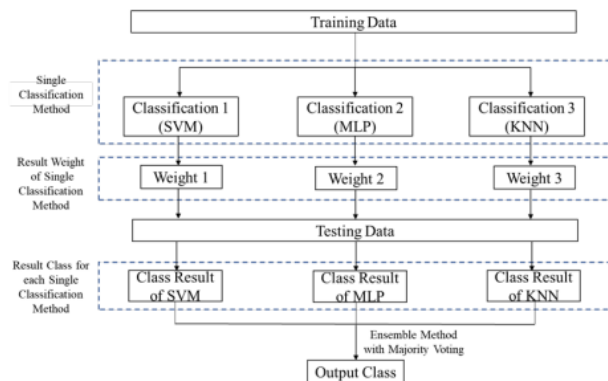 Training Data
Single
Classification
Method
Classification 1
(SVM)
Classification 2
(MLP)
Classification 3
(KNN)
Result Weight
of Single
Classification
Method
Weight 1
Weight 2
Weight 3
Testing Data
Result Class for
each Single
Classification
Method
Class Result
of SVM
Class Result
of MLP
Class Result
of KNN
Ensemble Method
with Majority Voting
Output Class